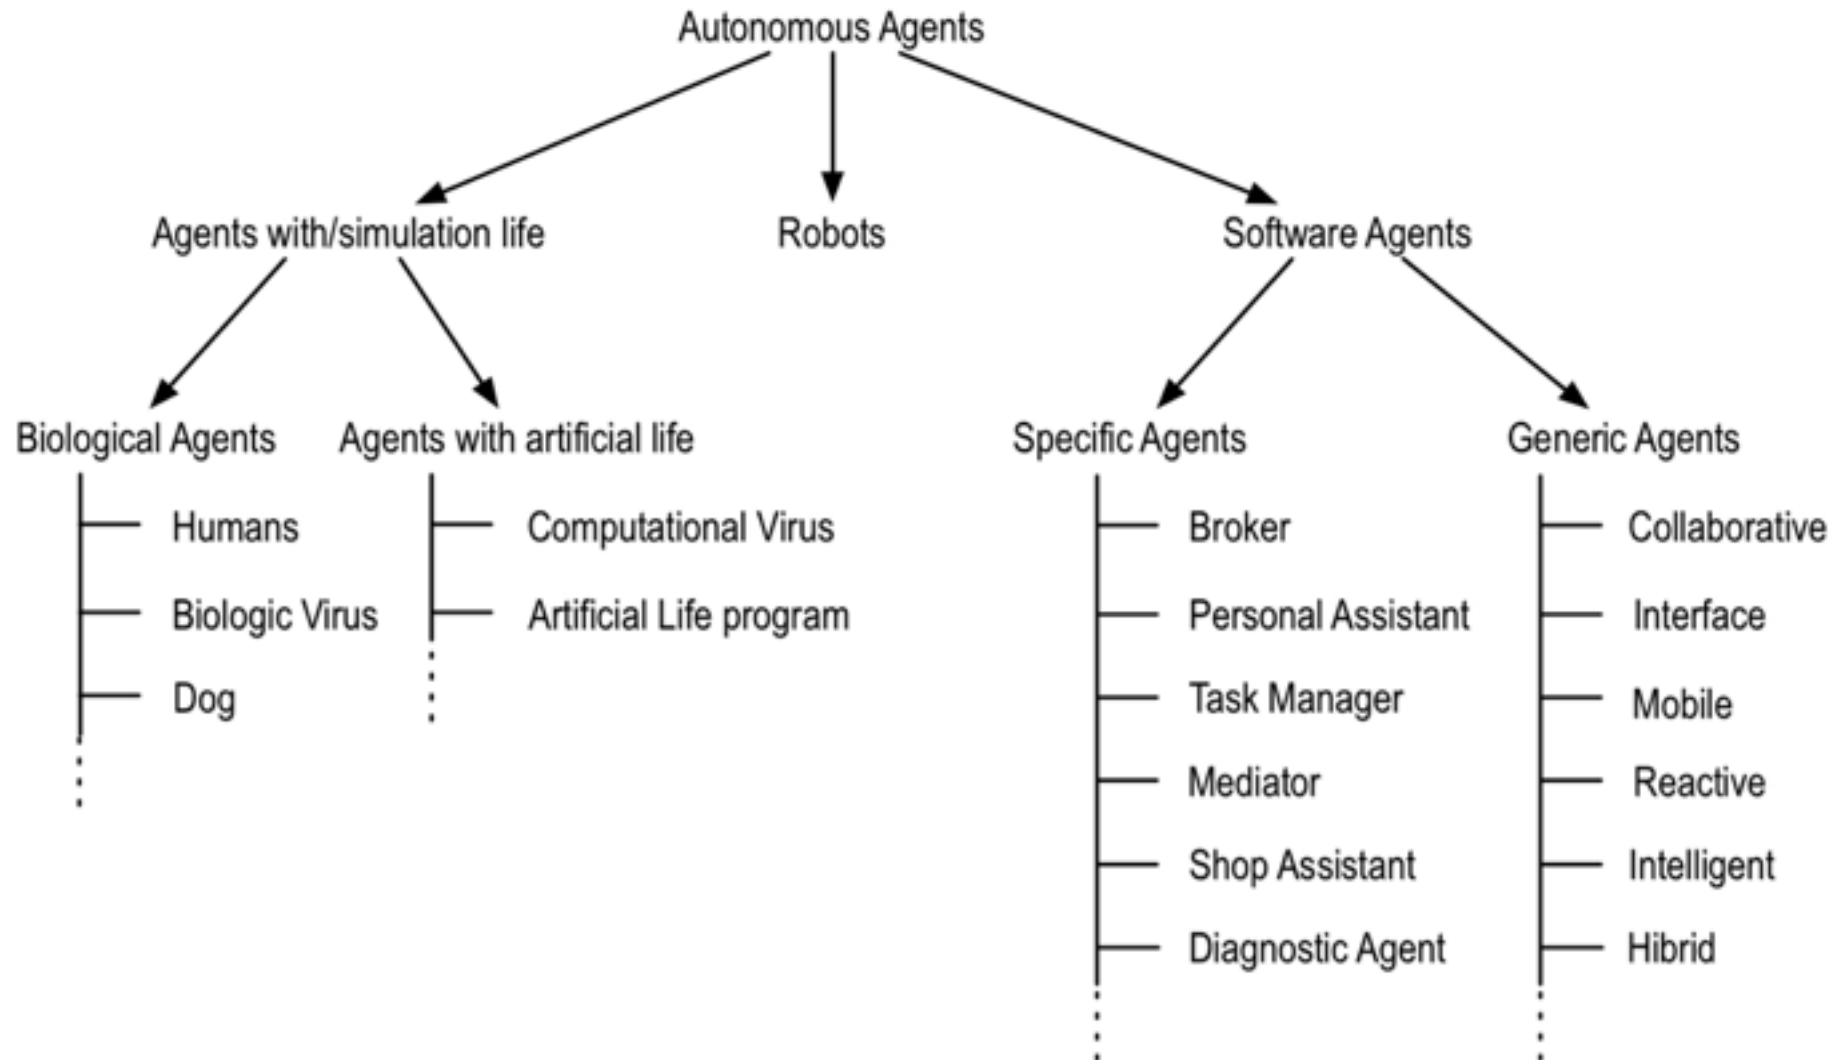 Autonomous Agents
Agents with/simulation life
Robots
Software Agents
Biological Agents
Agents with artificial life
Specific Agents
Generic Agents
Humans
Biologic Virus
Dog
Computational Virus
Artificial Life program
Broker
Personal Assistant
Task Manager
Mediator
Shop Assistant
Diagnostic Agent
Collaborative
Interface
Mobile
Reactive
Intelligent
Hibrid